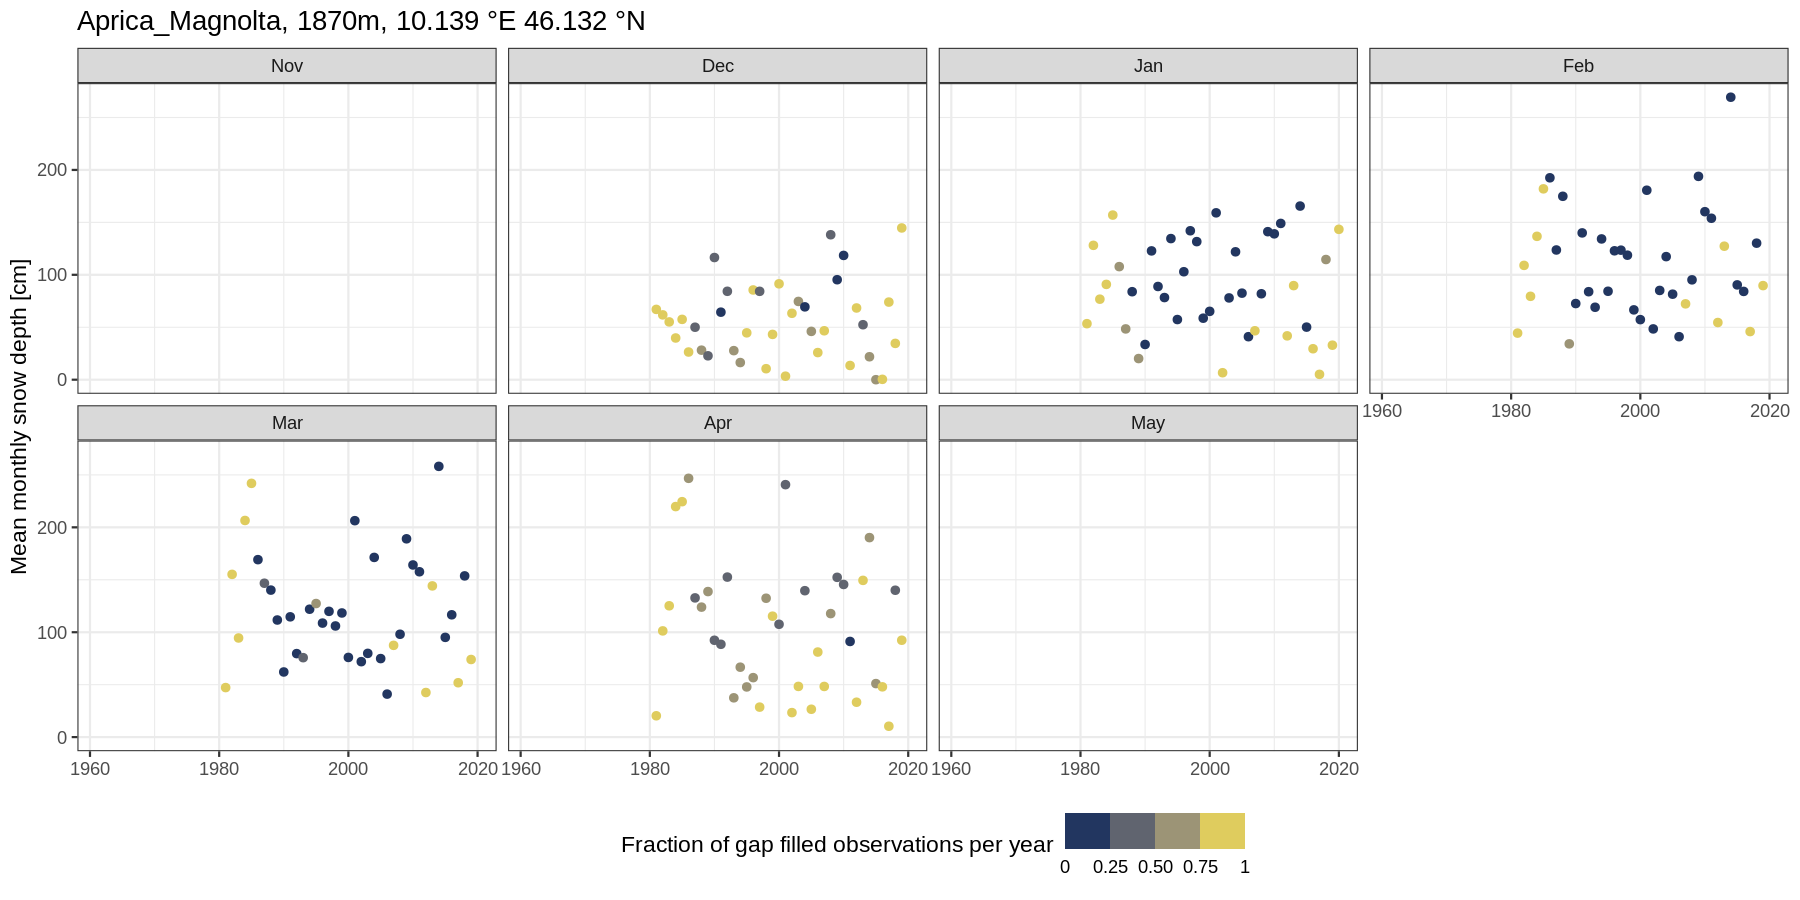 Aprica_Magnolta, 1870m, 10.139 °E 46.132 °N
Nov
Dec
Jan
Feb
Mean monthly snow depth [cm]
200
100
0
1960
1980
2000
2020
Mar
Apr
May
200
100
0
1960
1980
2000
2020
1960
1980
2000
2020
1960
1980
2000
2020
Fraction of gap filled observations per year
0
0.25
0.50
0.75
1